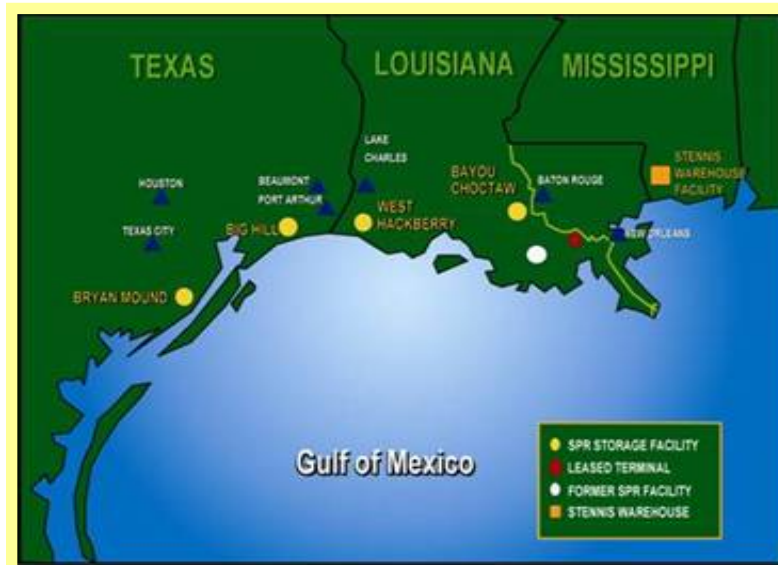 TEXAS
LOUISIANA
MISSISSIPPI
LAKE
CHARLES
STENNIS
WAREHOUSE
FACILITY
HOUSTON
BEAUMONT
PORT ARTHUR
BAYOU
CHOCTAW
BATON ROUGE
TEXAS CITY
BIG HILL
WEST
HACKBERRY
NEW ORLEANS
BRYAN MOUND
Gulf of Mexico
SPR STORAGE FACILITY
LEASED TERMINAL
FORMER SPR FACILITY
STENNIS WAREHOUSE